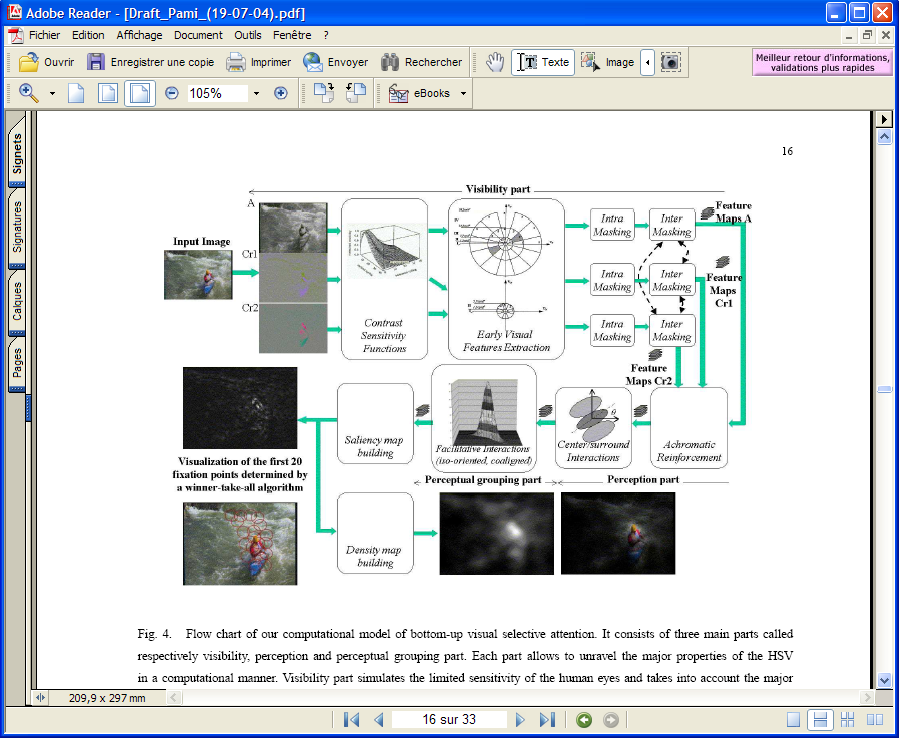 Adobe Reader - [Draft_Pami_(19-07-04).pdf]
Fichier Edition Affichage Document Outils Fenêtre ?
Ouvrir Enregistrer une copie Imprimer Envoyer Rechercher Texte Image
Meilleur retour d'informations,
validations plus rapides
105% eBooks
Signets
Signatures
Calques
Pages
16
Visibility part
A
Cr1
Cr2
Input Image
Contrast
Sensitivity
Functions
Early Visual
Features Extraction
Intra
Masking
Inter
Masking
Feature
Maps A
Intra
Masking
Inter
Masking
Feature
Maps
Cr1
Intra
Masking
Inter
Masking
Feature
Maps Cr2
Saliency map
building
Facilitative Interactions
(iso-oriented, coaligned)
θ
Center/surround
Interactions
Achromatic
Reinforcement
Perceptual grouping part
Perception part
Visualization of the first 20
fixation points determined by
a winner-take-all algorithm
Density map
building
Fig. 4. Flow chart of our computational model of bottom-up visual selective attention. It consists of three main parts called
respectively visibility, perception and perceptual grouping part. Each part allows to unravel the major properties of the HSV
in a computational manner. Visibility part simulates the limited sensitivity of the human eyes and takes into account the major
209,9 x 297 mm
16 sur 33